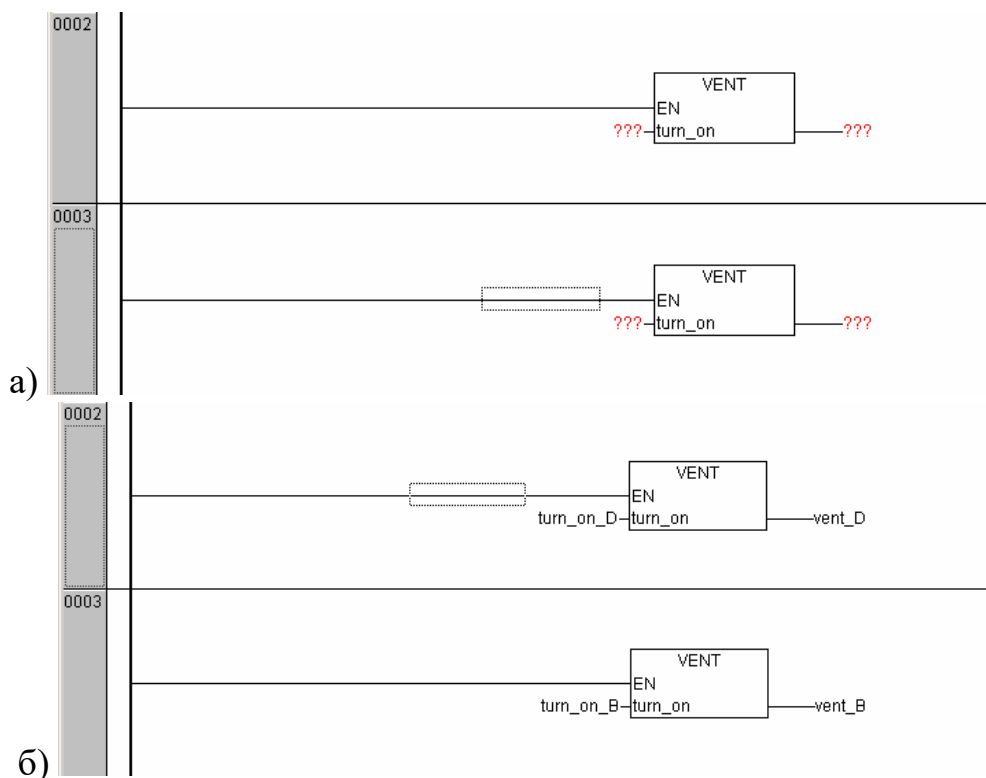 0002
VENT
EN
???turn_on ???
0003
VENT
EN
???turn_on ???
а)
0002
VENT
EN
turn_on_D turn_on vent_D
0003
VENT
EN
turn_on_B turn_on vent_B
б)